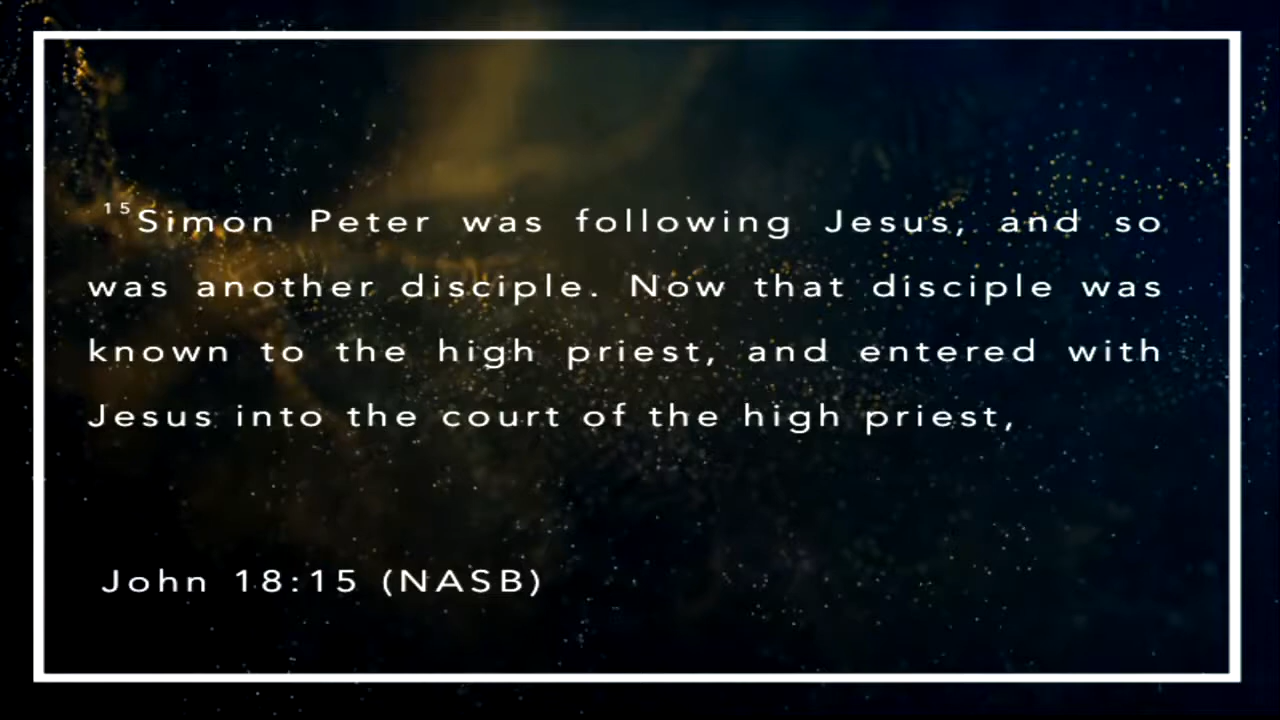 ¹⁵Simon Peter was following Jesus, and so
was another disciple. Now that disciple was
known to the high priest, and entered with
Jesus into the court of the high priest,
John 18:15 (NASB)